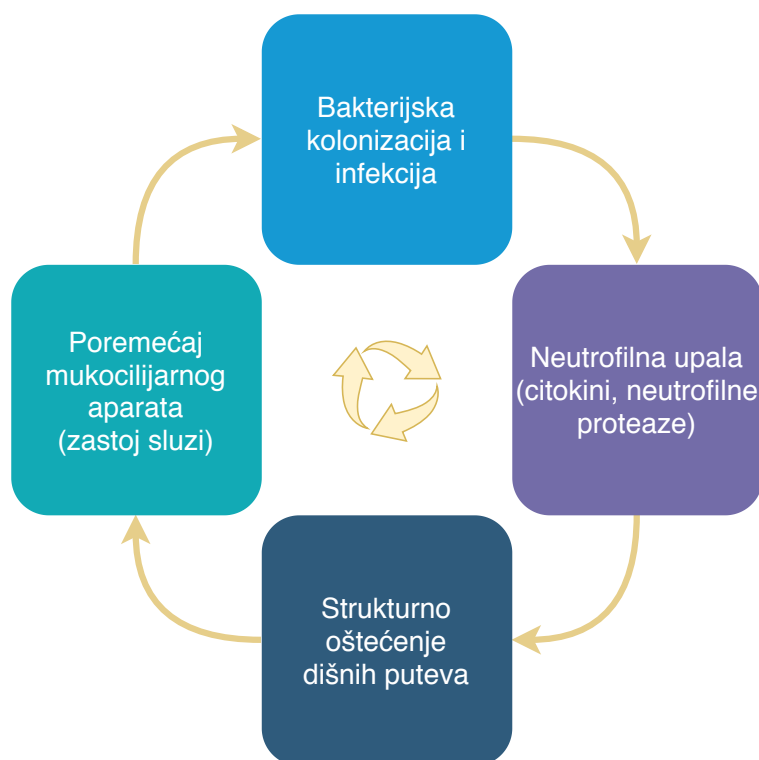 Bakterijska
kolonizacija i
infekcija
Poremećaj
mukocilijarnog
aparata
(zastoj sluzi)
Neutrofilna upala
(citokini, neutrofilne
proteaze)
Strukturno
oštećenje
dišnih puteva